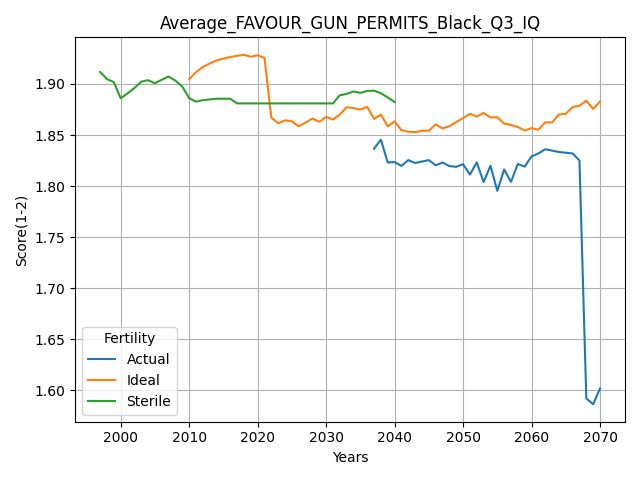 Average_FAVOUR_GUN_PERMITS_Black_Q3_IQ
Score(1-2)
1.90
1.85
1.80
1.75
1.70
1.65
1.60
Fertility
Actual
Ideal
Sterile
2000 2010 2020 2030 2040 2050 2060 2070
Years